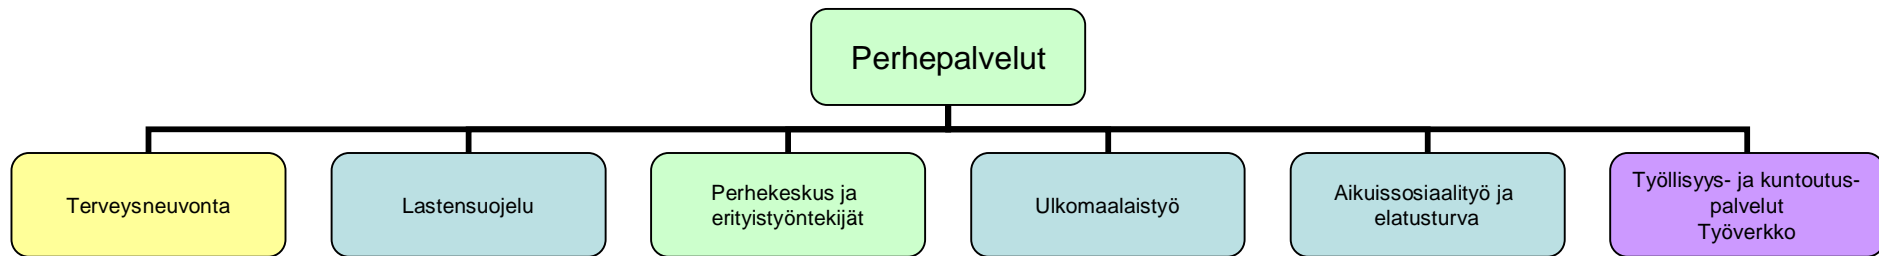 Perhepalvelut
Terveysneuvonta
Lastensuojelu
Perhekeskus ja
erityistyöntekijät
Ulkomaalaistyö
Aikuissosiaalityö ja
elatusturva
Työllisyys- ja kuntoutus-
palvelut
Työverkko